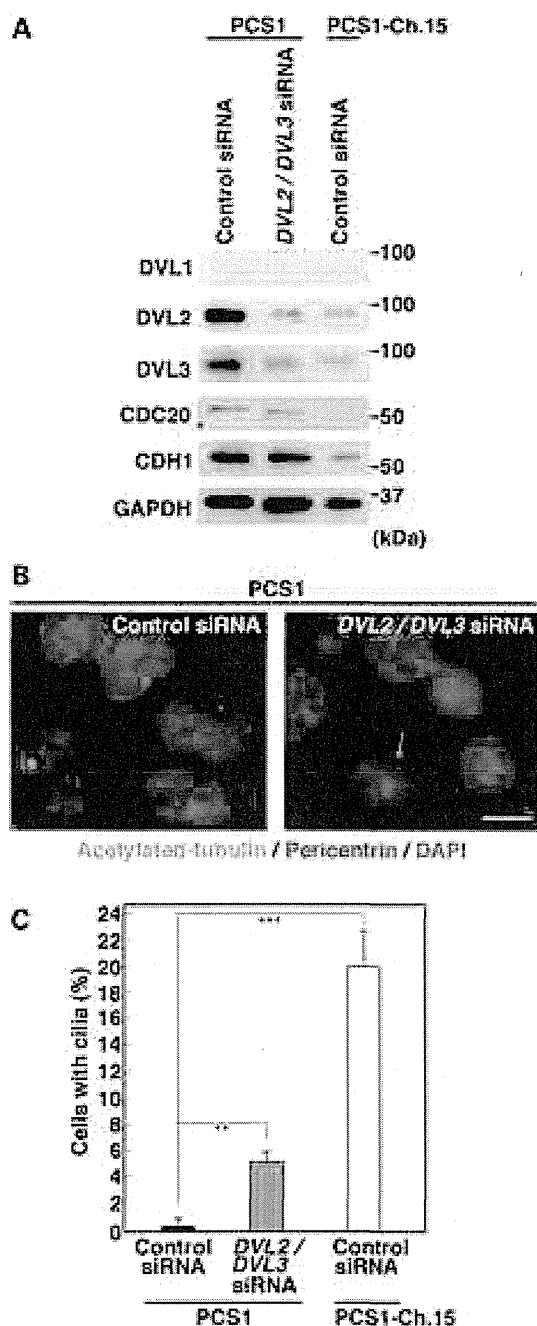 A
PCS1 PCS1-Ch.15
Control siRNA
DVL2 / DVL3 siRNA
Control siRNA
DVL1 -100
DVL2 -100
DVL3 -100
CDC20 -50
CDH1 -50
GAPDH -37
(kDa)
B
PCS1
Control siRNA DVL2/DVL3 siRNA
Acetylated-tubulin / Pericentrin / DAPI
C
Cells with cilia (%)
24
22
20
18
16
14
12
10
8
6
4
2
0
***
**
Control siRNA
DVL2 / DVL3 siRNA
Control siRNA
PCS1 PCS1-Ch.15